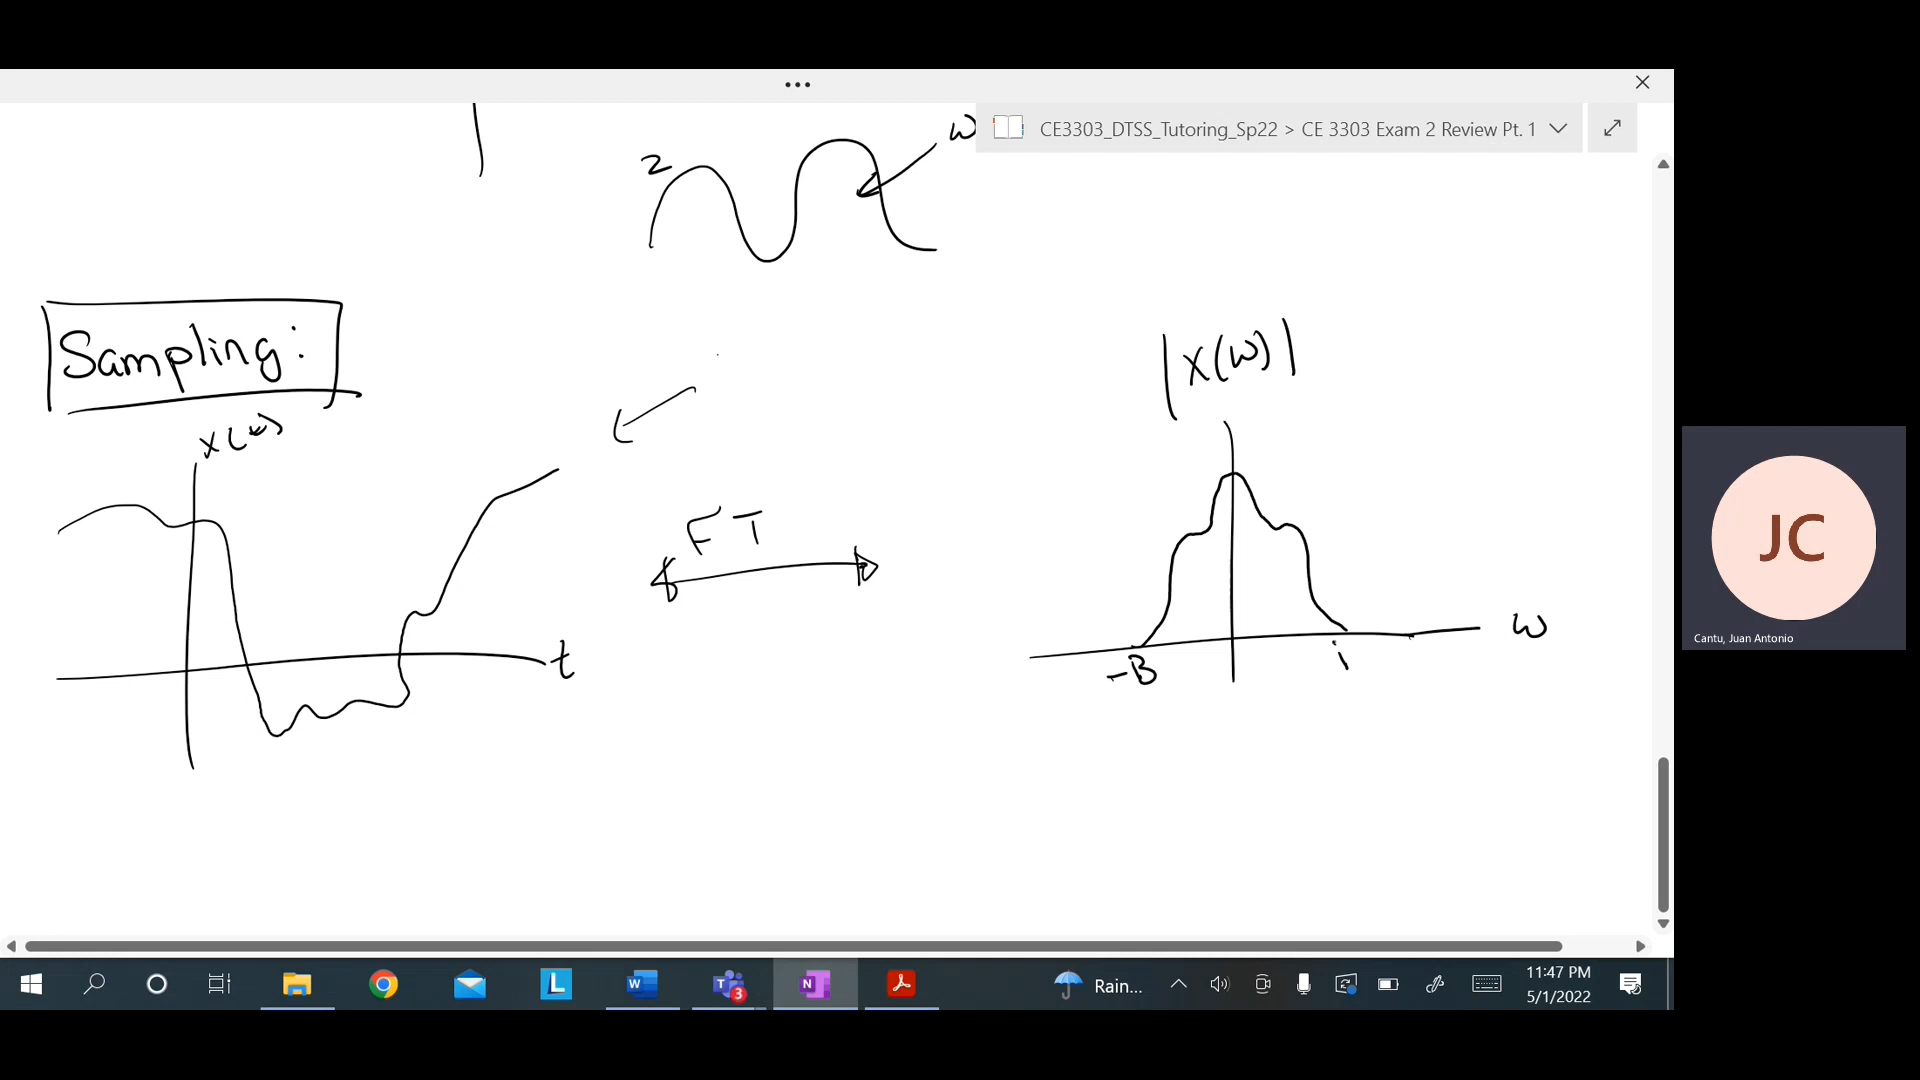 CE3303_DTSS_Tutoring_Sp22 > CE 3303 Exam 2 Review Pt. 1
2
ω
Sampling:
x(t)
t
FT
|X(ω)|
-B
ω
JC
Cantu, Juan Antonio
L
W
T
3
N
Rain...
11:47 PM
5/1/2022